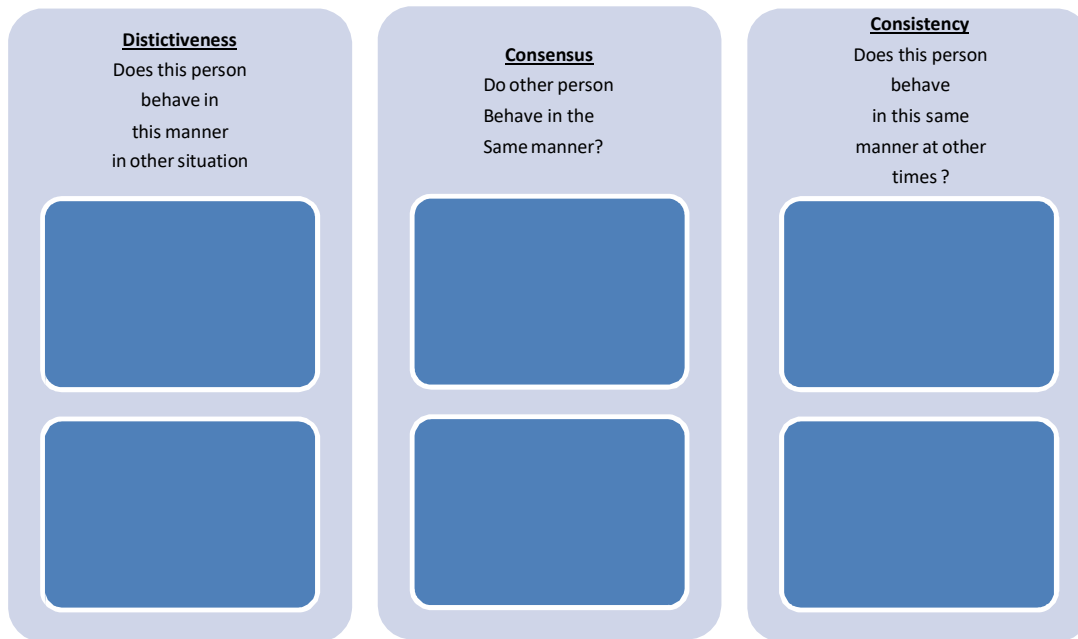 Distictiveness
Does this person
behave in
this manner
in other situation
Consensus
Do other person
Behave in the
Same manner?
Consistency
Does this person
behave
in this same
manner at other
times ?